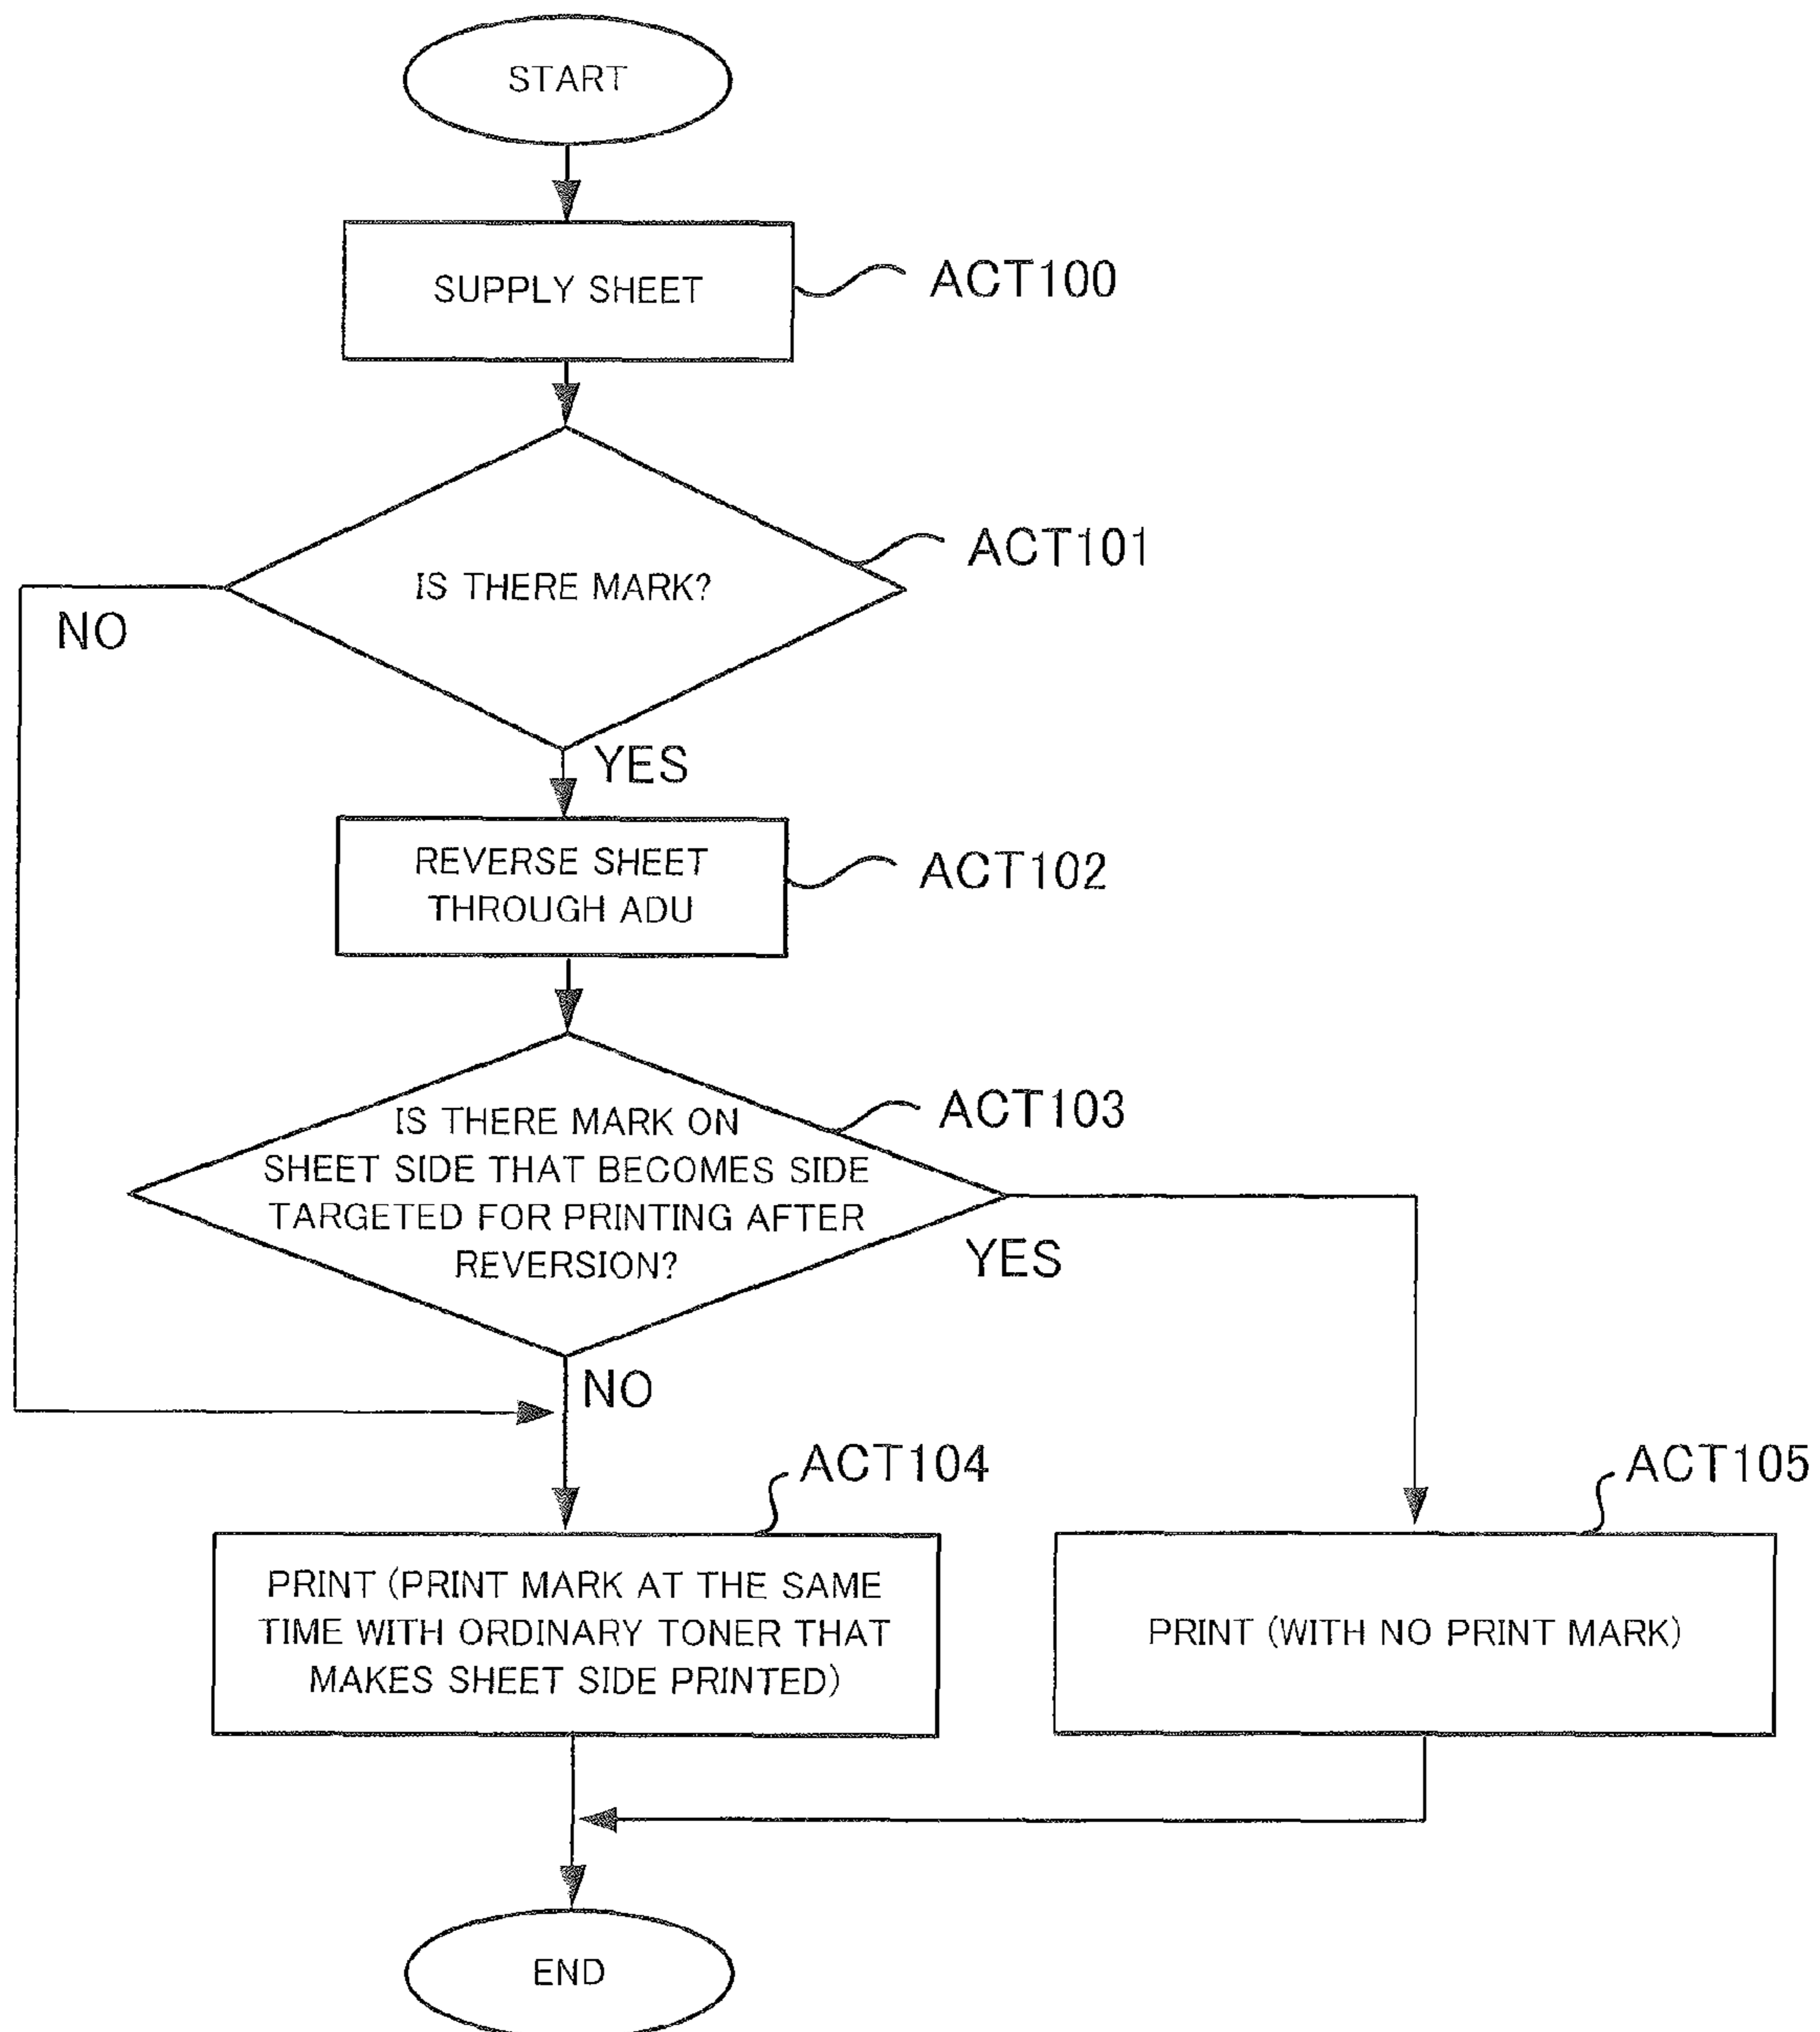 START
SUPPLY SHEET
ACT100
IS THERE MARK?
ACT101
NO
YES
REVERSE SHEET
THROUGH ADU
ACT102
IS THERE MARK ON
SHEET SIDE THAT BECOMES SIDE
TARGETED FOR PRINTING AFTER
REVERSION?
ACT103
YES
NO
ACT104
PRINT (PRINT MARK AT THE SAME
TIME WITH ORDINARY TONER THAT
MAKES SHEET SIDE PRINTED)
ACT105
PRINT (WITH NO PRINT MARK)
END